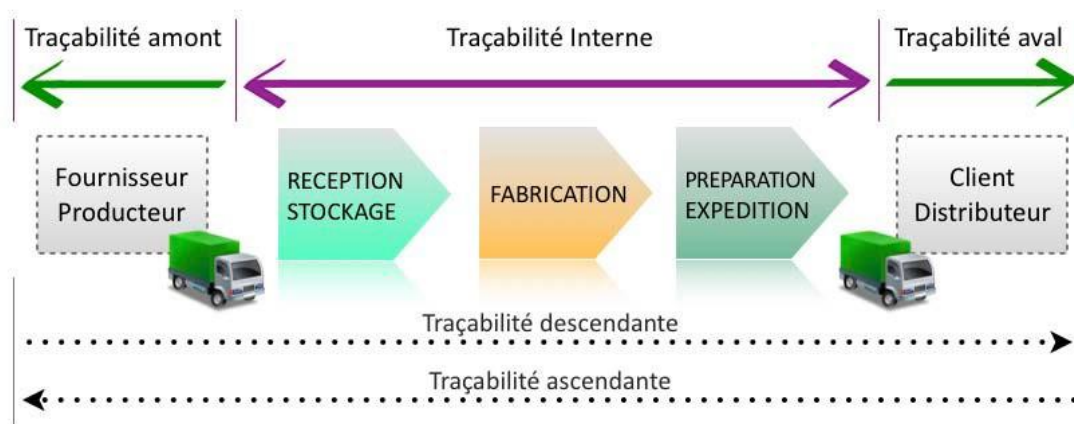 Traçabilité amont
Traçabilité Interne
Traçabilité aval
Fournisseur
Producteur
RECEPTION
STOCKAGE
FABRICATION
PREPARATION
EXPEDITION
Client
Distributeur
Traçabilité descendante
Traçabilité ascendante